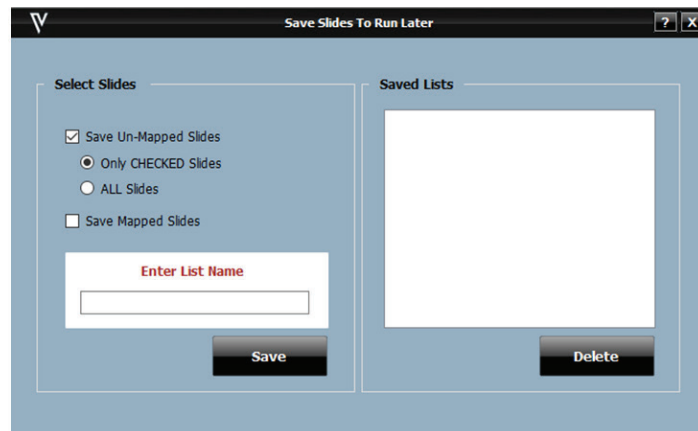 Save Slides To Run Later
? X
Select Slides
Save Un-Mapped Slides
Only CHECKED Slides
ALL Slides
Save Mapped Slides
Enter List Name
Save
Saved Lists
Delete